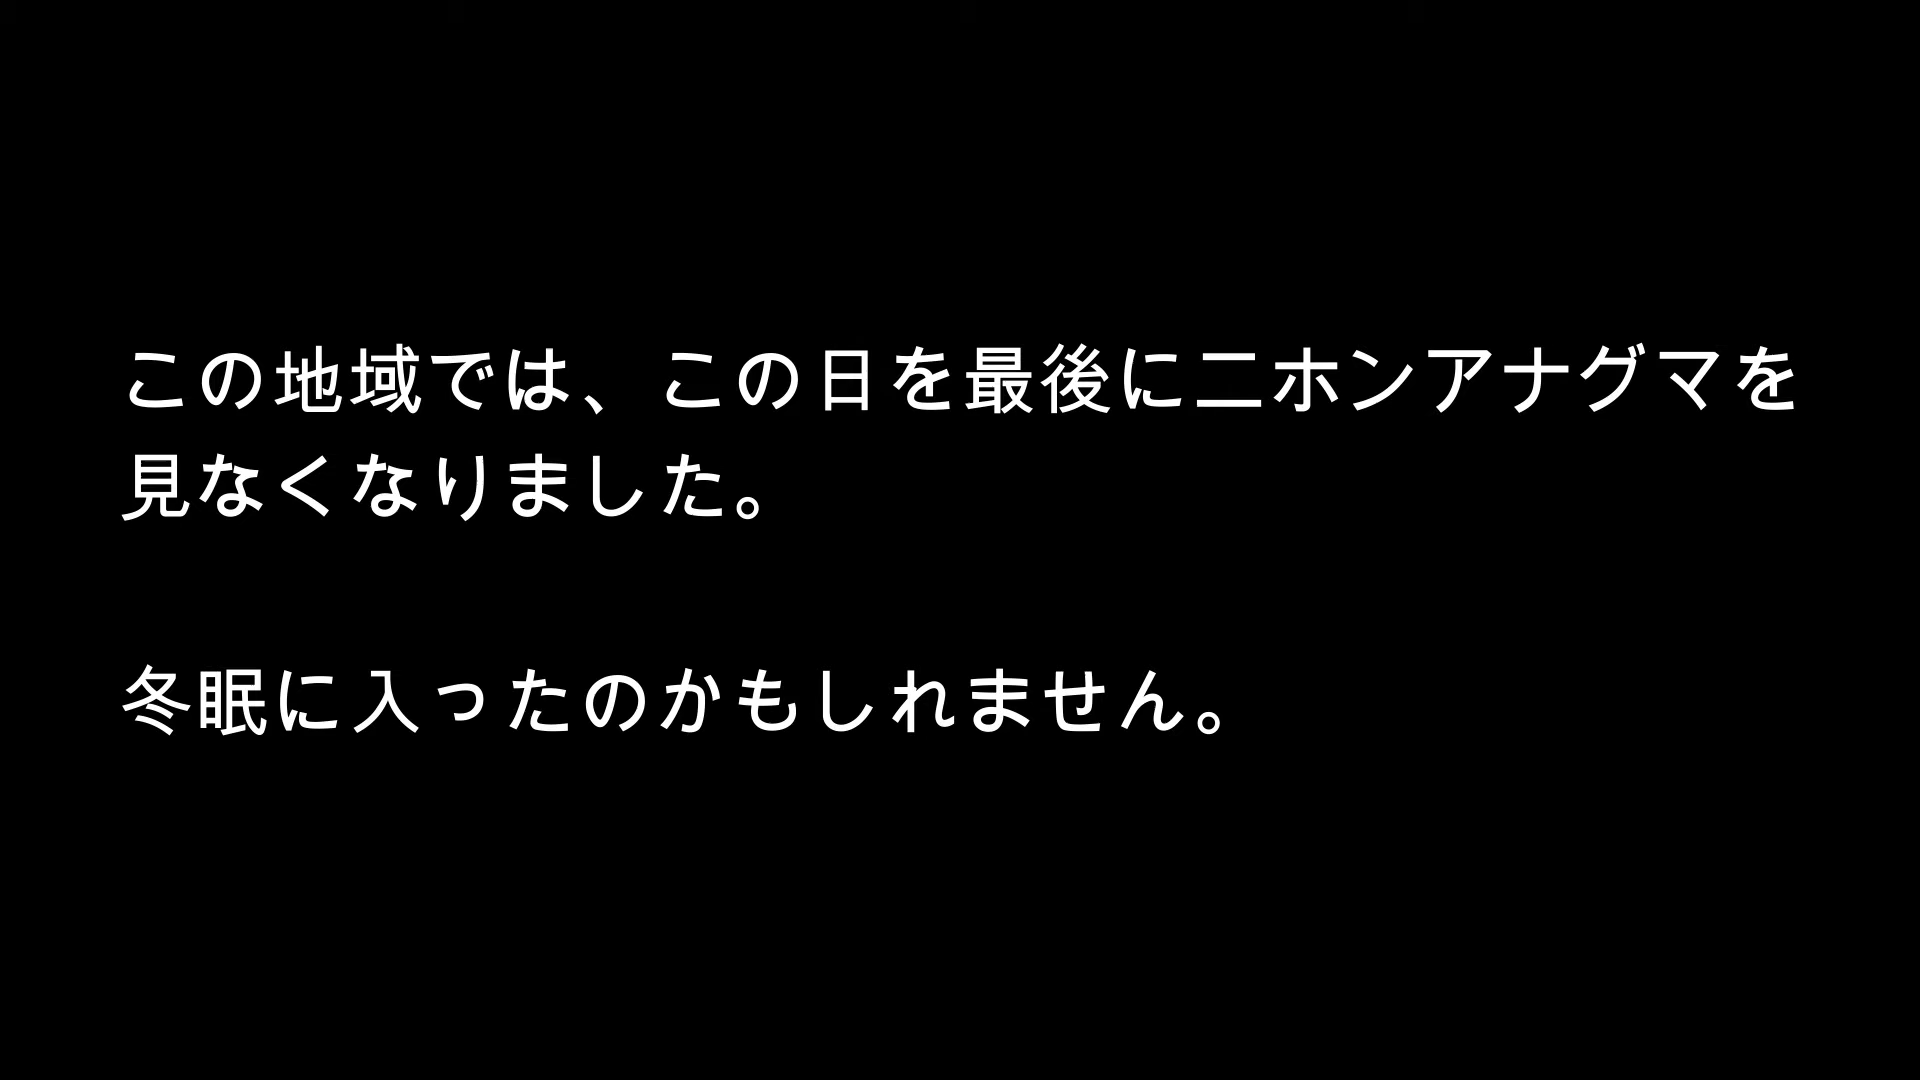 この地域では、この日を最後にニホンアナグマを
見なくなりました。
冬眠に入ったのかもしれません。